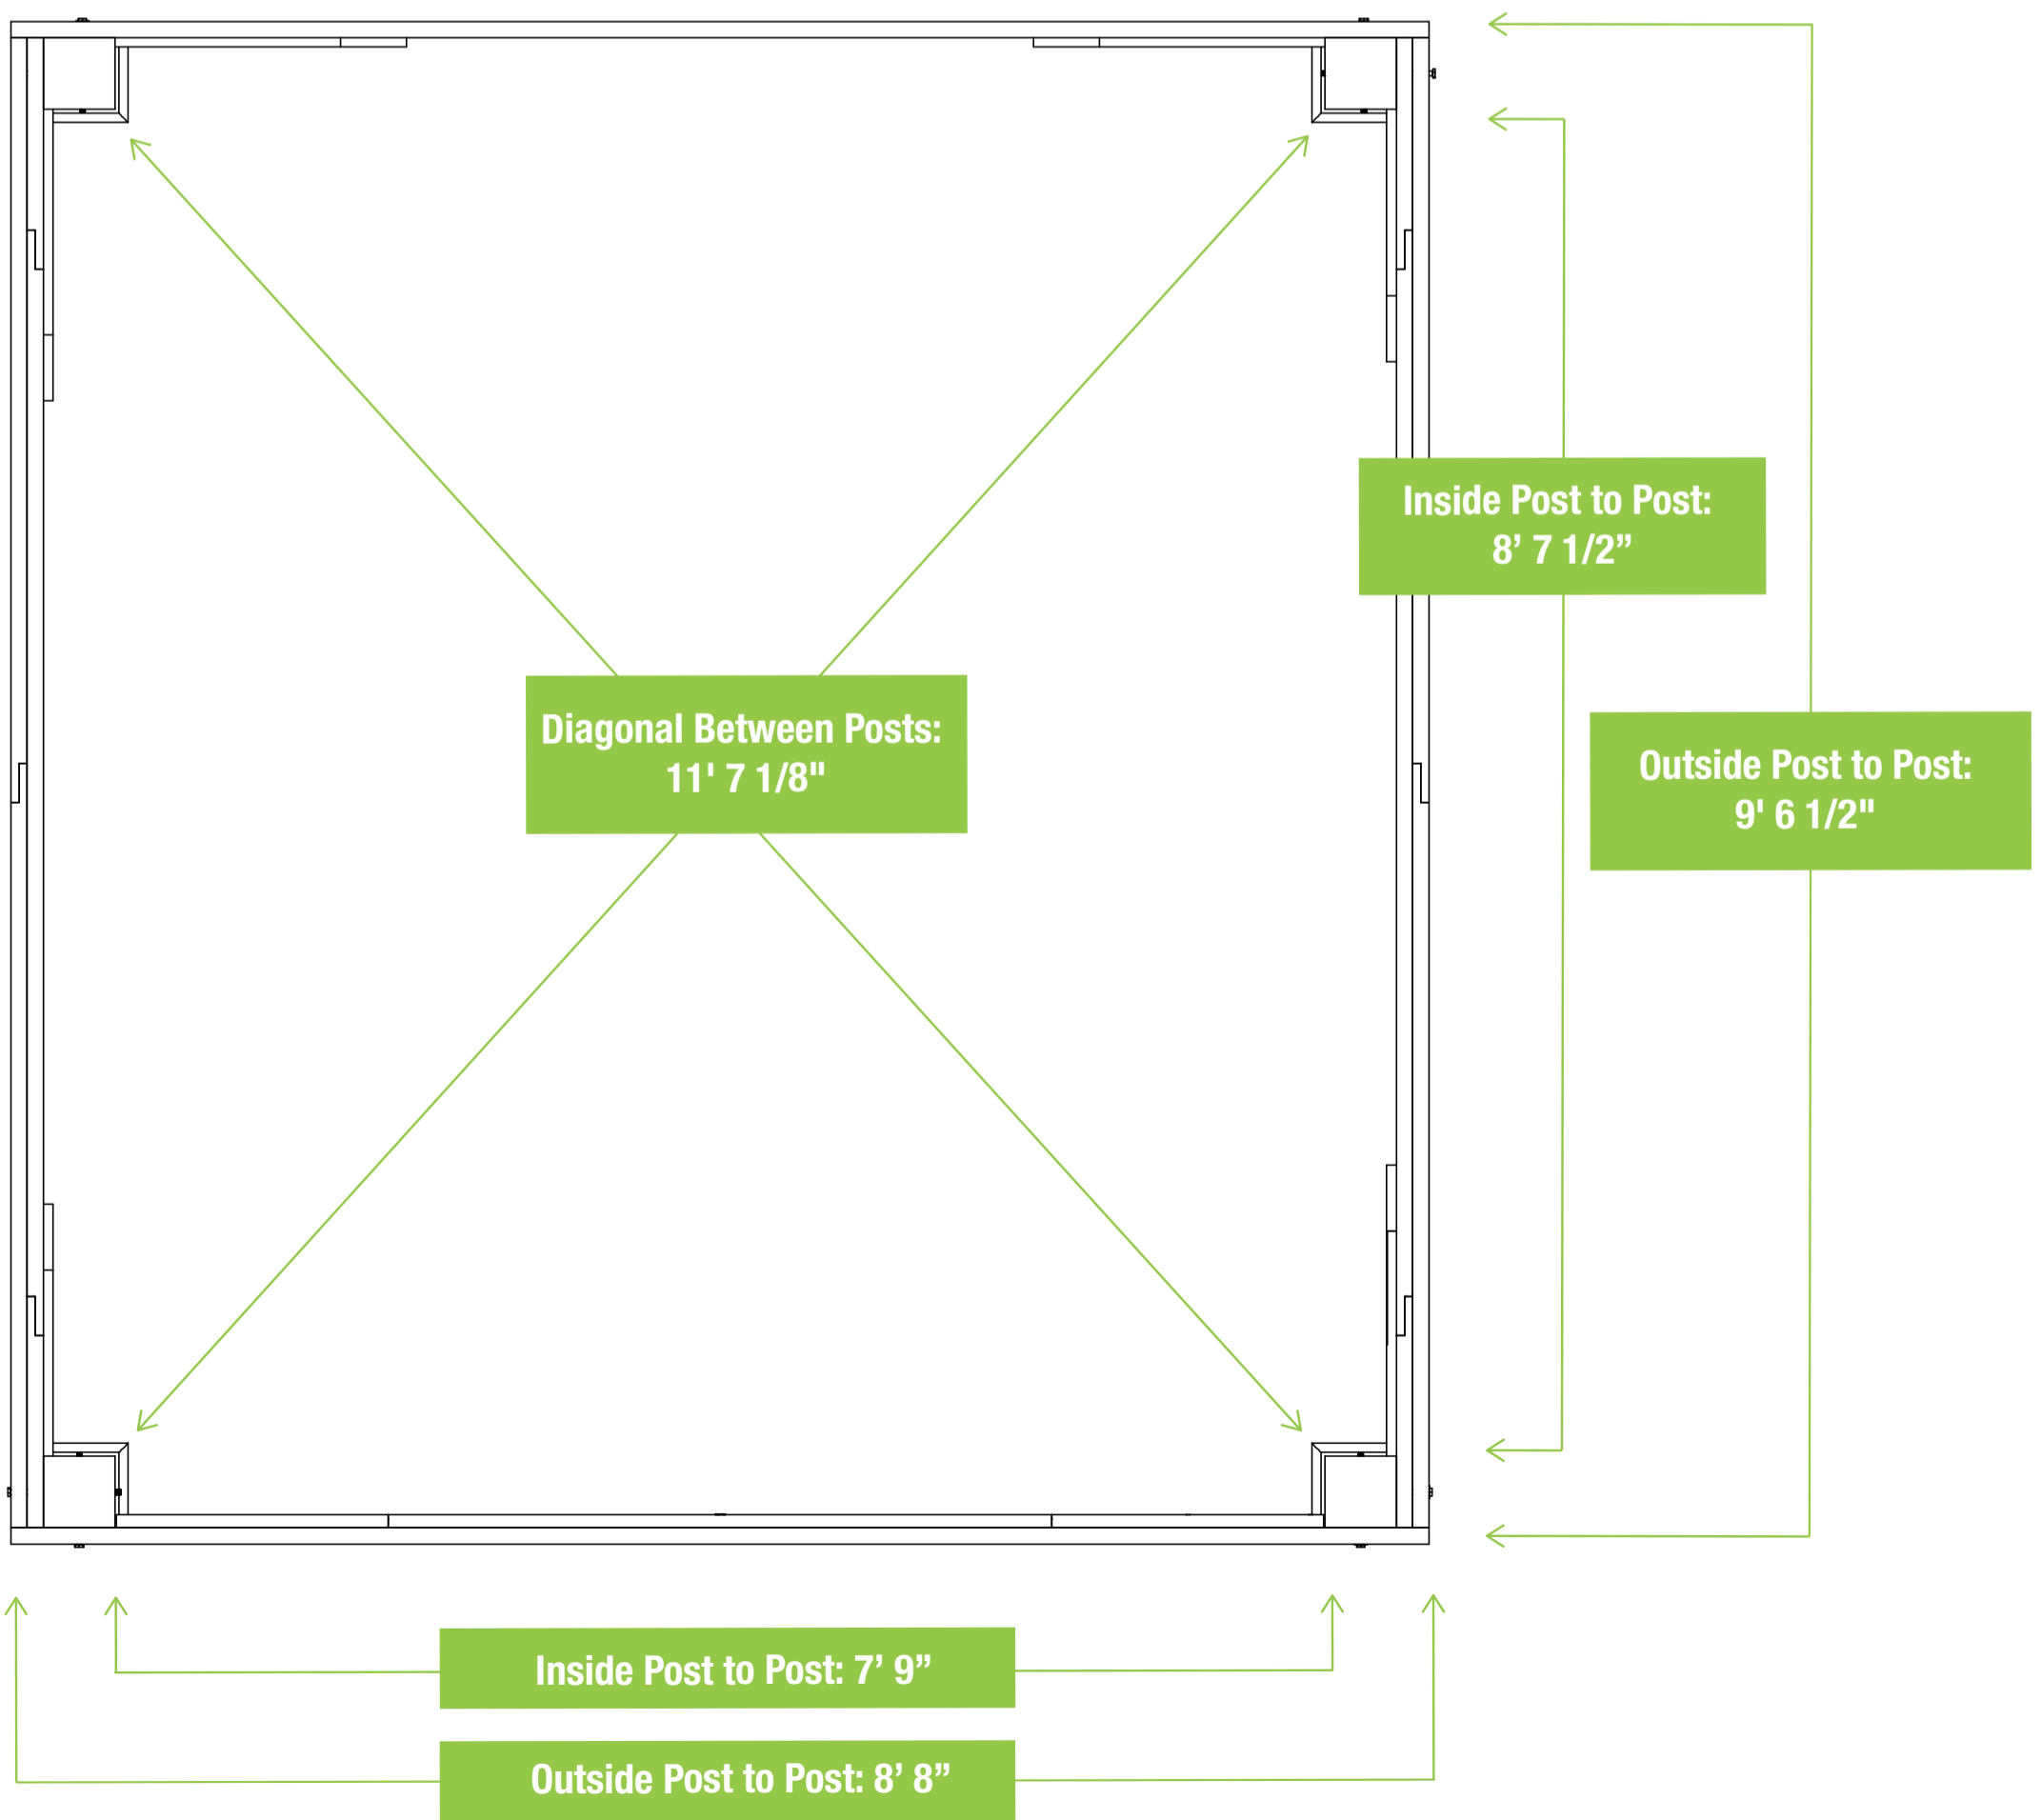 Inside Post to Post:
8’ 7 1/2”
Diagonal Between Posts:
11' 7 1/8"
Outside Post to Post:
9' 6 1/2"
Inside Post to Post: 7’ 9”
Outside Post to Post: 8’ 8”